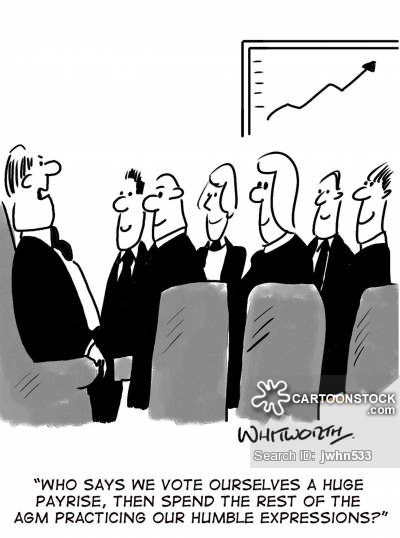 CARTOONSTOCK
.com
WHITWORTH.
Search ID: jwhn533
"WHO SAYS WE VOTE OURSELVES A HUGE
PAYRISE, THEN SPEND THE REST OF THE
AGM PRACTICING OUR HUMBLE EXPRESSIONS?"